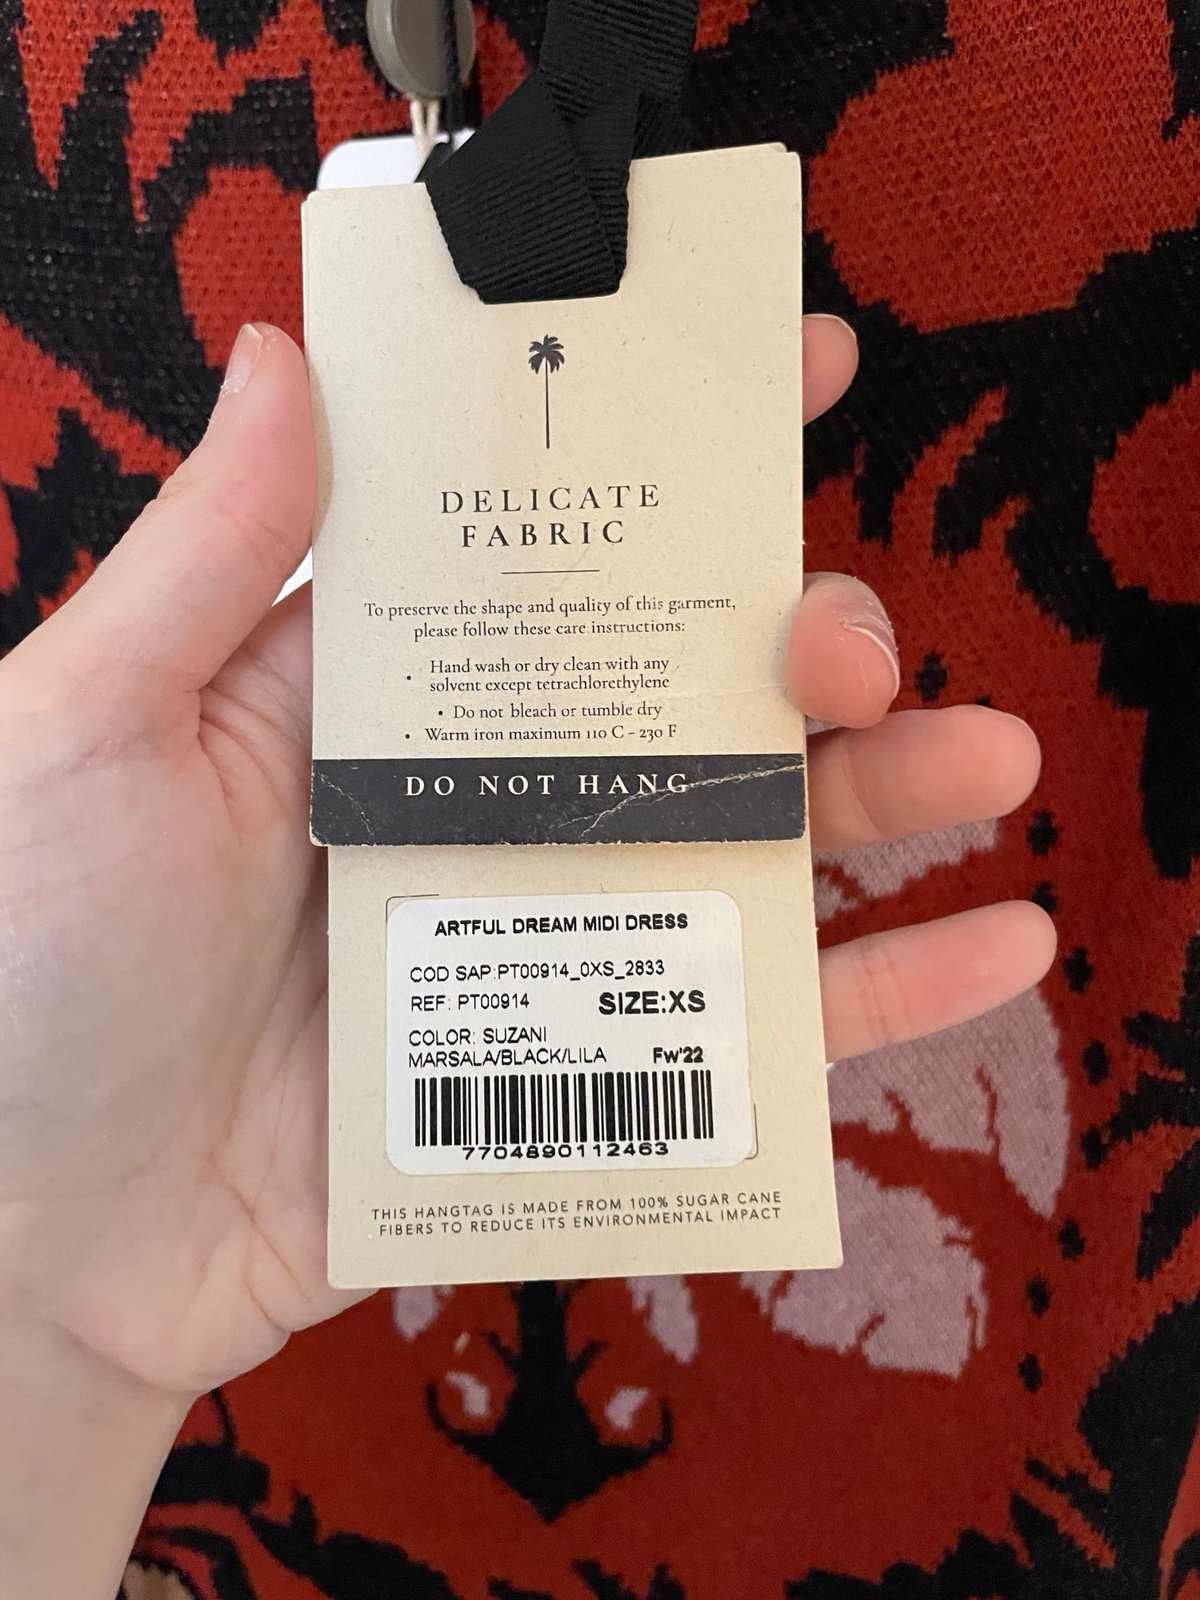 DELICATE
FABRIC
To preserve the shape and quality of this garment,
please follow these care instructions:
• Hand wash or dry clean with any
solvent except tetrachlorethylene
• Do not bleach or tumble dry
• Warm iron maximum 110 C - 230 F
DO NOT HANG
ARTFUL DREAM MIDI DRESS
COD SAP:PT00914_0XS_2833
REF: PT00914 SIZE:XS
COLOR: SUZANI
MARSALA/BLACK/LILA Fw'22
7704890112463
THIS HANGTAG IS MADE FROM 100% SUGAR CANE
FIBERS TO REDUCE ITS ENVIRONMENTAL IMPACT